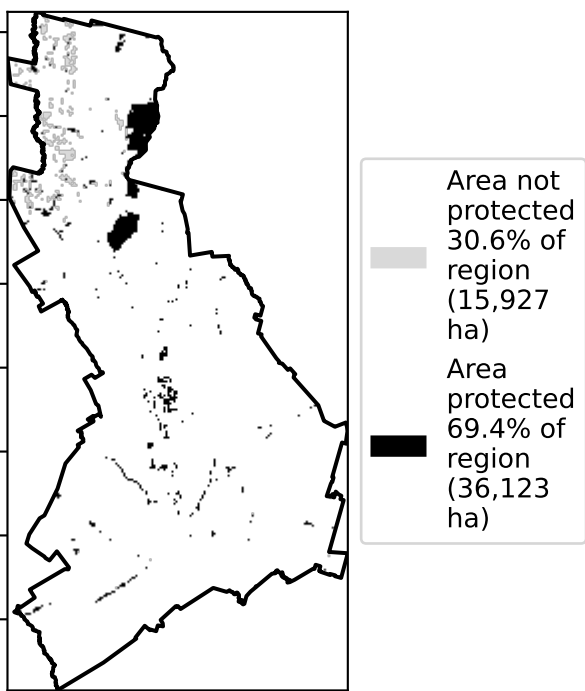 Area not
protected
30.6% of
region
(15,927
ha)
Area
protected
69.4% of
region
(36,123
ha)